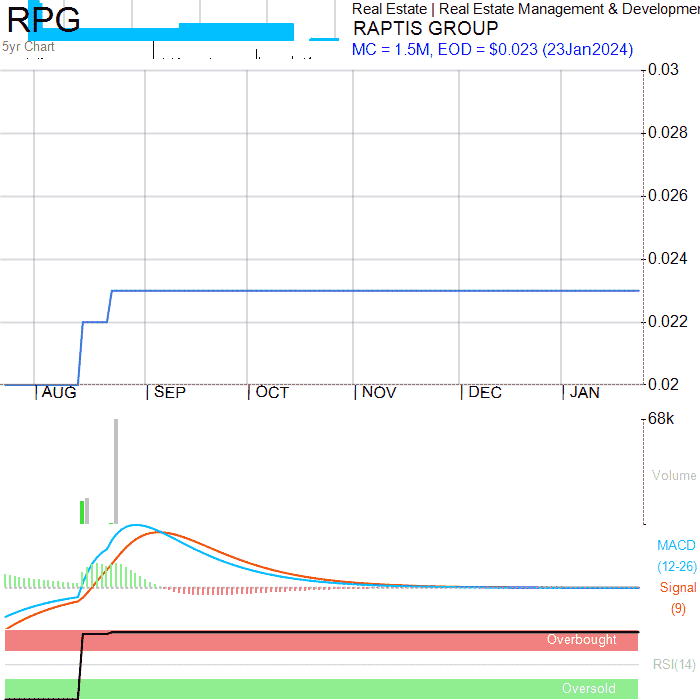 RPG
5yr Chart
Real Estate | Real Estate Management & Developmen
RAPTIS GROUP
MC = 1.5M, EOD = $0.023 (23Jan2024)
0.03
0.028
0.026
0.024
0.022
0.02
AUG SEP OCT NOV DEC JAN
68k
Volume
MACD
(12-26)
Signal
(9)
Overbought
RSI(14)
Oversold